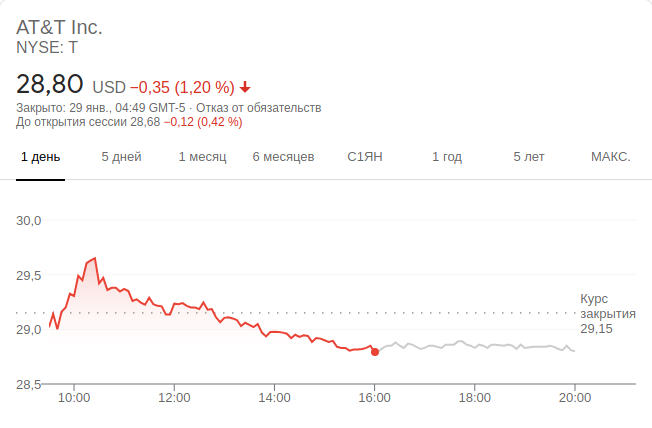 AT&T Inc.
NYSE: T
28,80 USD −0,35 (1,20 %)
Закрыто: 29 янв., 04:49 GMT-5 · Отказ от обязательств
До открытия сессии 28,68 −0,12 (0,42 %)
1 день 5 дней 1 месяц 6 месяцев С1ЯН 1 год 5 лет МАКС.
30,0
29,5
Курс
закрытия
29,15
29,0
28,5
10:00 12:00 14:00 16:00 18:00 20:00